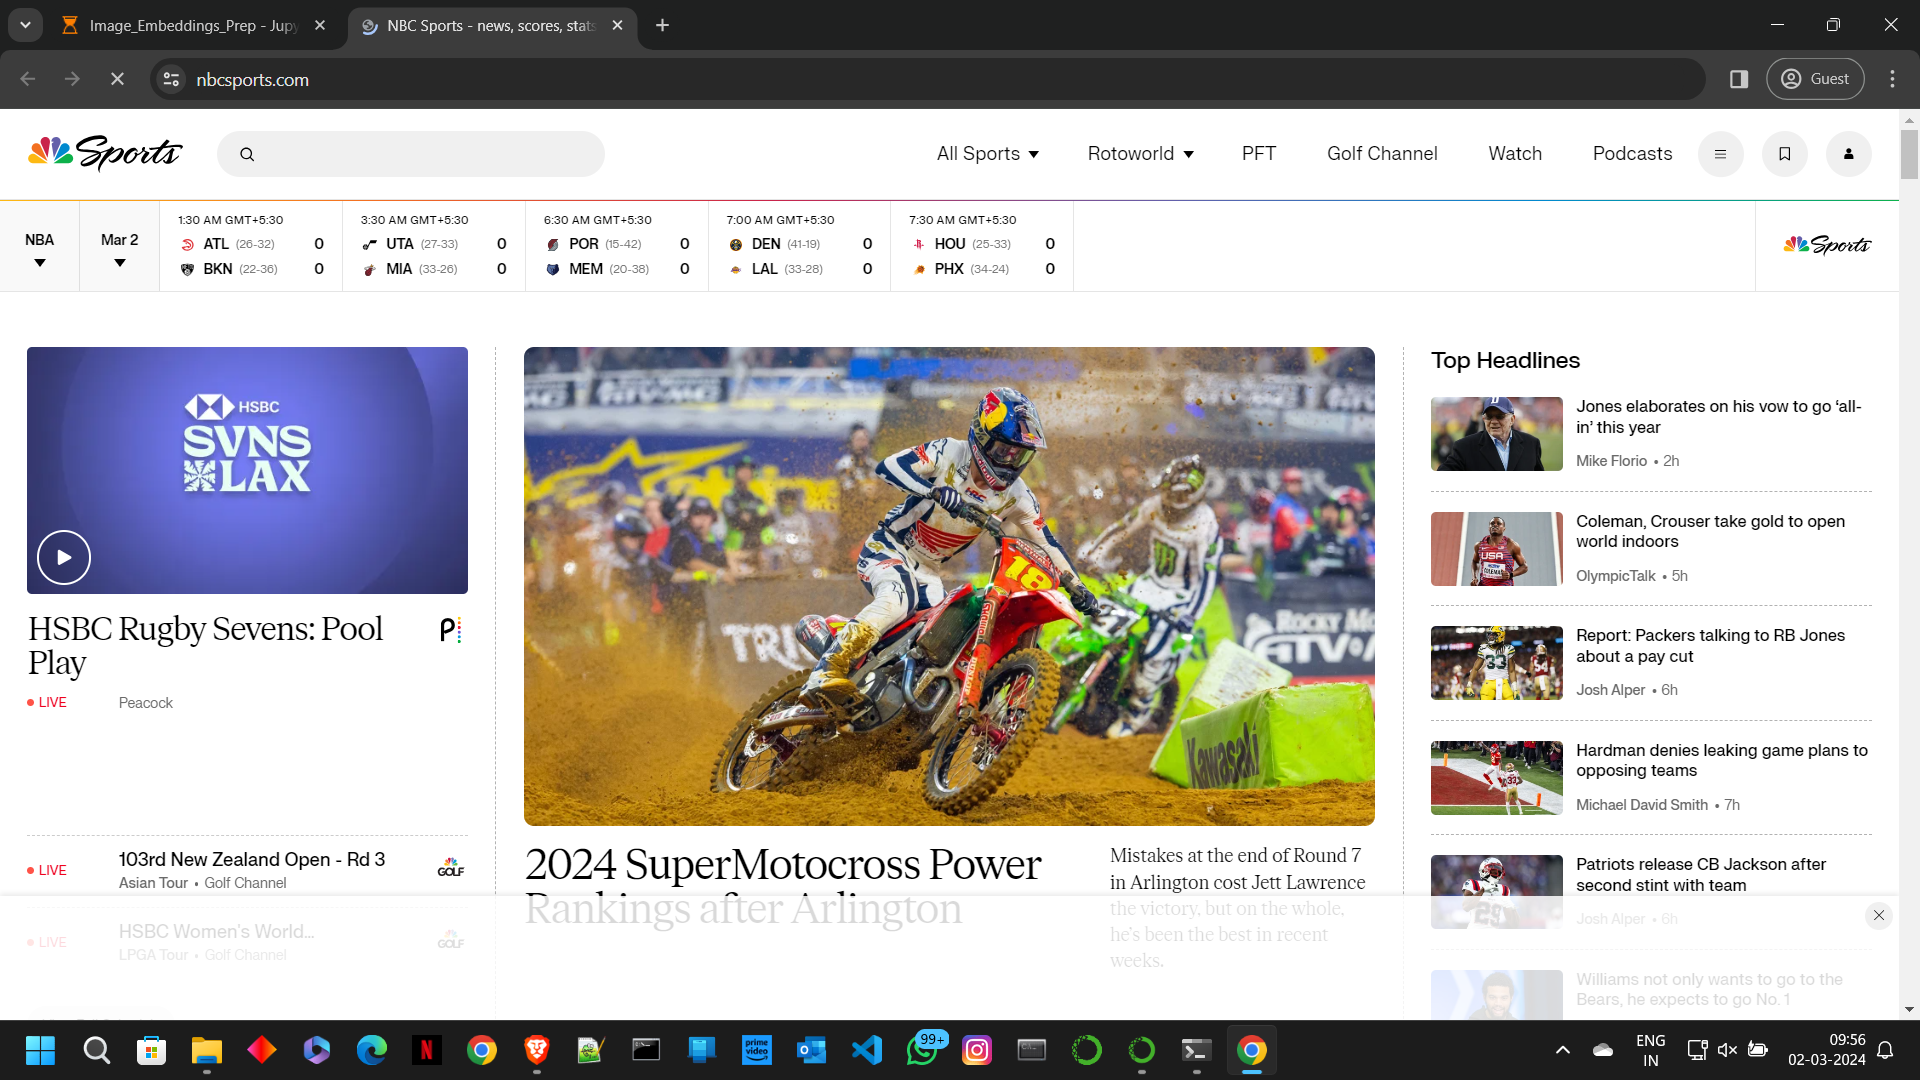 Image_Embeddings_Prep - Jupy
NBC Sports - news, scores, stats
nbcsports.com
Guest
Sports
All Sports
Rotoworld
PFT
Golf Channel
Watch
Podcasts
NBA
Mar 2
1:30 AM GMT+5:30
ATL (26-32) 0
BKN (22-36) 0
3:30 AM GMT+5:30
UTA (27-33) 0
MIA (33-26) 0
6:30 AM GMT+5:30
POR (15-42) 0
MEM (20-38) 0
7:00 AM GMT+5:30
DEN (41-19) 0
LAL (33-28) 0
7:30 AM GMT+5:30
HOU (25-33) 0
PHX (34-24) 0
Sports
HSBC
SVNS
LAX
HSBC Rugby Sevens: Pool
Play
LIVE
Peacock
LIVE
103rd New Zealand Open - Rd 3
Asian Tour • Golf Channel
GOLF
LIVE
HSBC Women's World...
LPGA Tour • Golf Channel
GOLF
18
Kawasaki
2024 SuperMotocross Power
Rankings after Arlington
Mistakes at the end of Round 7
in Arlington cost Jett Lawrence
the victory, but on the whole,
he's been the best in recent
weeks.
Top Headlines
Jones elaborates on his vow to go ‘all-
in’ this year
Mike Florio • 2h
Coleman, Crouser take gold to open
world indoors
OlympicTalk • 5h
USA
Report: Packers talking to RB Jones
about a pay cut
Josh Alper • 6h
33
Hardman denies leaking game plans to
opposing teams
Michael David Smith • 7h
Patriots release CB Jackson after
second stint with team
Josh Alper • 6h
29
Williams not only wants to go to the
Bears, he expects to go No. 1
99+
prime
video
ENG
IN
09:56
02-03-2024